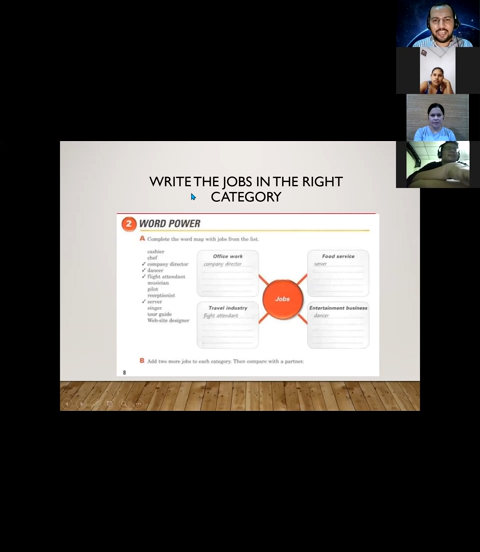 WRITE THE JOBS IN THE RIGHT
CATEGORY
2 WORD POWER
A Complete the word map with jobs from the list.
cashier
chef
✓ company director
✓ dancer
✓ flight attendant
musician
pilot
receptionist
✓ server
singer
tour guide
Web-site designer
Office work
company director
Food service
server
Jobs
Travel industry
flight attendant
Entertainment business
dancer
B Add two more jobs to each category. Then compare with a partner.
8